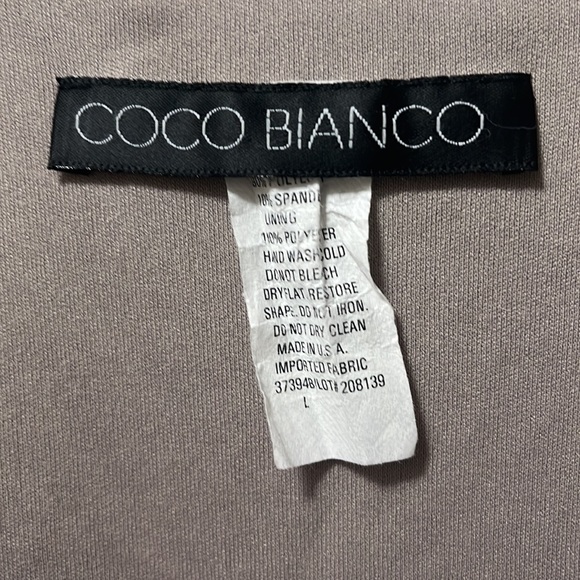 COCO BIANCO
10% SPANDE
LINING
100% POLYESTER
HAND WASH COLD
DO NOT BLEACH
DRY FLAT RESTORE
SHAPE. DO NOT IRON.
DO NOT DRY CLEAN
MADE IN U.S.A.
IMPORTED FABRIC
373948/LOT# 208139
L